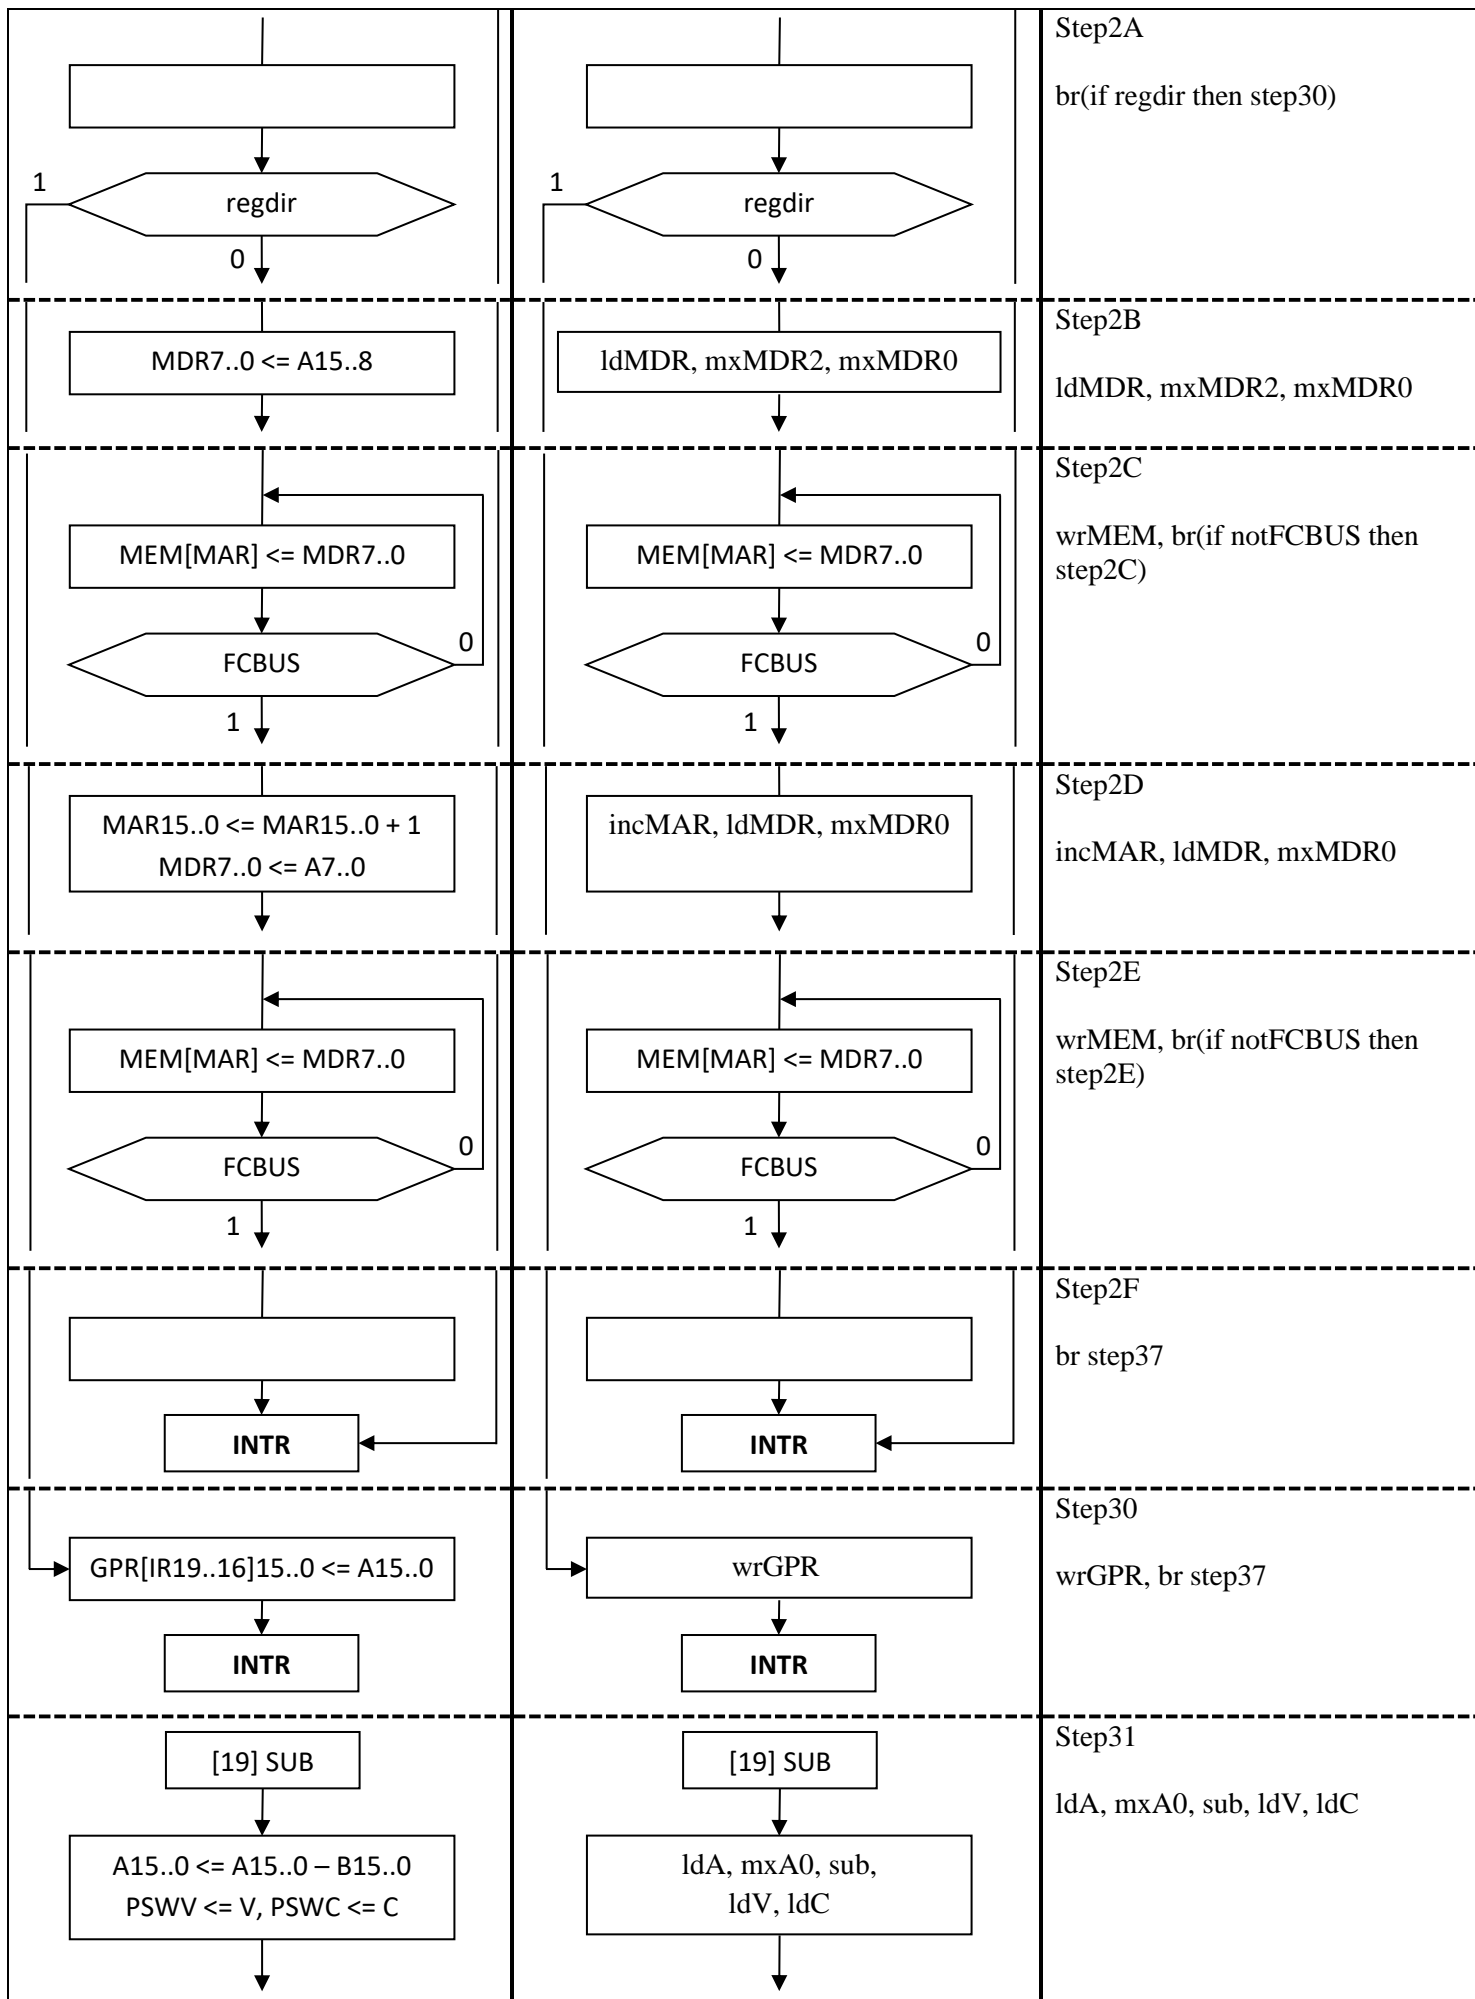 Step2A
br(if regdir then step30)
1
regdir
0
1
regdir
0
MDR7..0 <= A15..8
ldMDR, mxMDR2, mxMDR0
Step2B
ldMDR, mxMDR2, mxMDR0
MEM[MAR] <= MDR7..0
FCBUS
0
1
MEM[MAR] <= MDR7..0
FCBUS
0
1
Step2C
wrMEM, br(if notFCBUS then
step2C)
MAR15..0 <= MAR15..0 + 1
MDR7..0 <= A7..0
incMAR, ldMDR, mxMDR0
Step2D
incMAR, ldMDR, mxMDR0
MEM[MAR] <= MDR7..0
FCBUS
0
1
MEM[MAR] <= MDR7..0
FCBUS
0
1
Step2E
wrMEM, br(if notFCBUS then
step2E)
INTR
INTR
Step2F
br step37
GPR[IR19..16]15..0 <= A15..0
INTR
wrGPR
INTR
Step30
wrGPR, br step37
[19] SUB
A15..0 <= A15..0 – B15..0
PSWV <= V, PSWC <= C
[19] SUB
ldA, mxA0, sub,
ldV, ldC
Step31
ldA, mxA0, sub, ldV, ldC